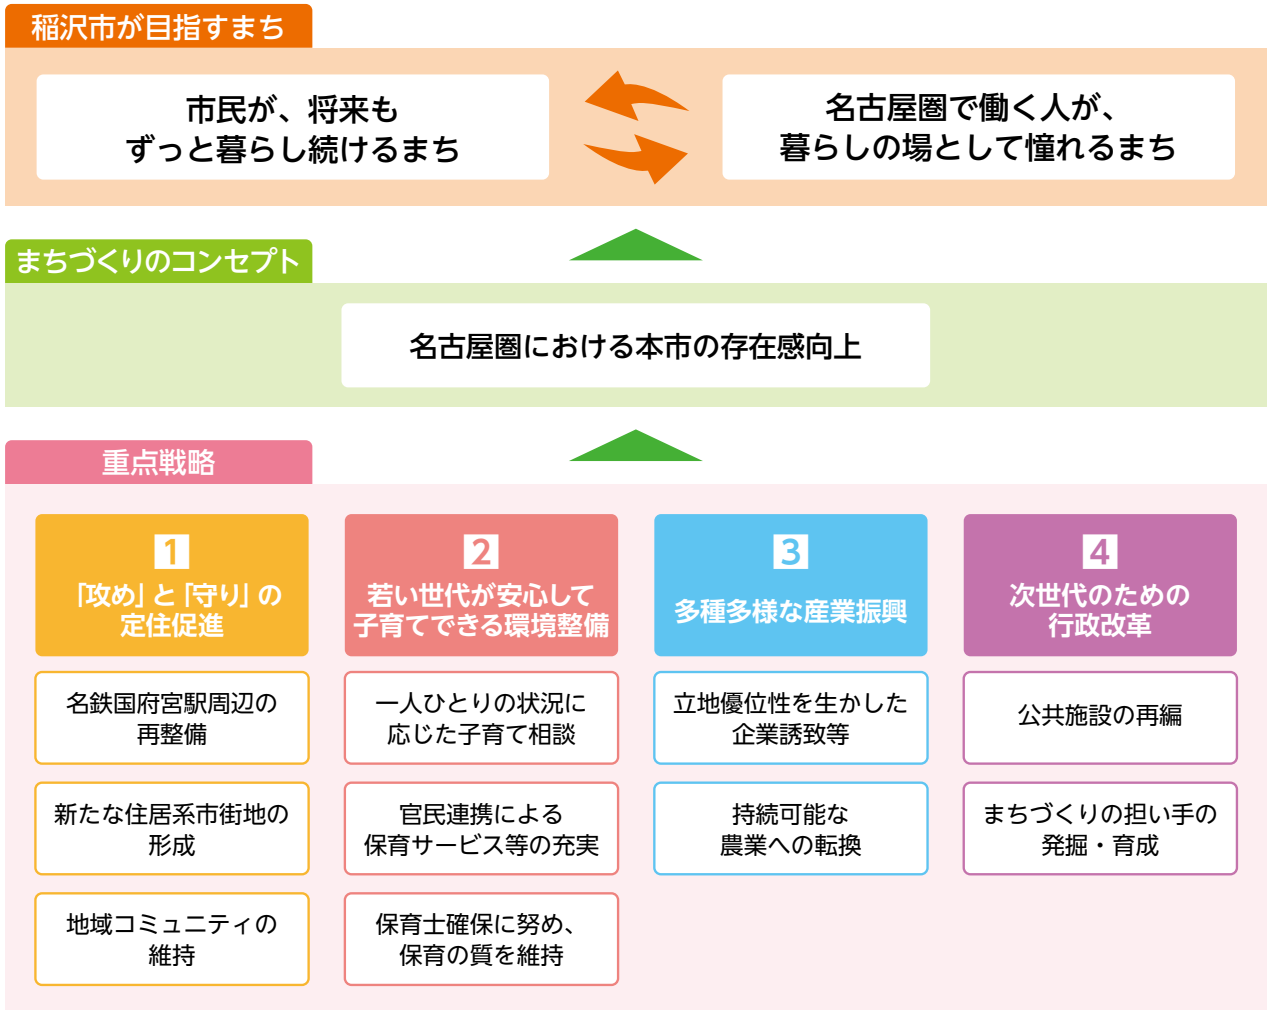 稲沢市が目指すまち
市民が、将来も
ずっと暮らし続けるまち
名古屋圏で働く人が、
暮らしの場として憧れるまち
まちづくりのコンセプト
名古屋圏における本市の存在感向上
重点戦略
1
「攻め」と「守り」の
定住促進
名鉄国府宮駅周辺の
再整備
新たな住居系市街地の
形成
地域コミュニティの
維持
2
若い世代が安心して
子育てできる環境整備
一人ひとりの状況に
応じた子育て相談
官民連携による
保育サービス等の充実
保育士確保に努め、
保育の質を維持
3
多種多様な産業振興
立地優位性を生かした
企業誘致等
持続可能な
農業への転換
4
次世代のための
行政改革
公共施設の再編
まちづくりの担い手の
発掘・育成